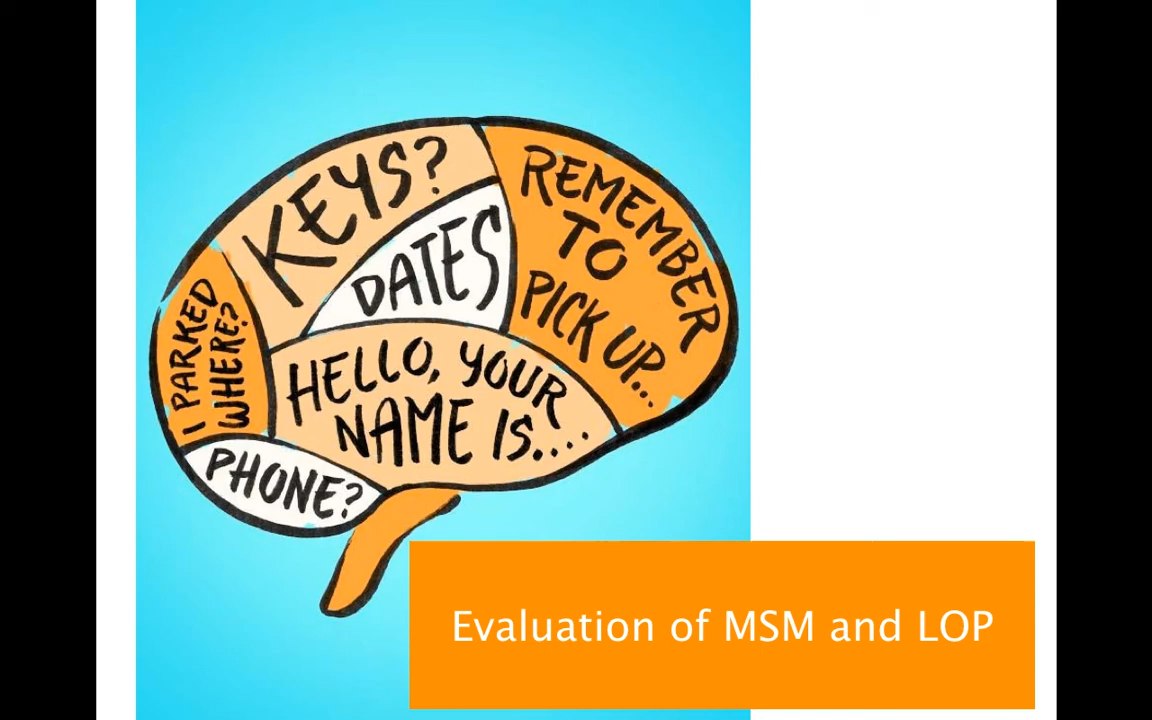 KEYS?
REMEMBER
TO
PICK UP...
DATES
I PARKED
WHERE?
HELLO, YOUR
NAME IS....
PHONE?
Evaluation of MSM and LOP